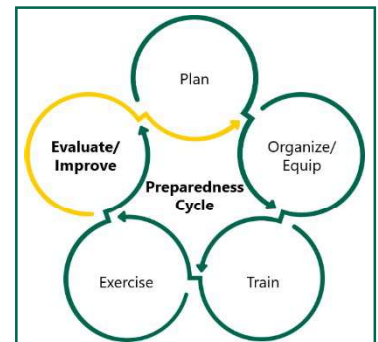 Plan
Organize/
Equip
Train
Exercise
Evaluate/
Improve
Preparedness
Cycle